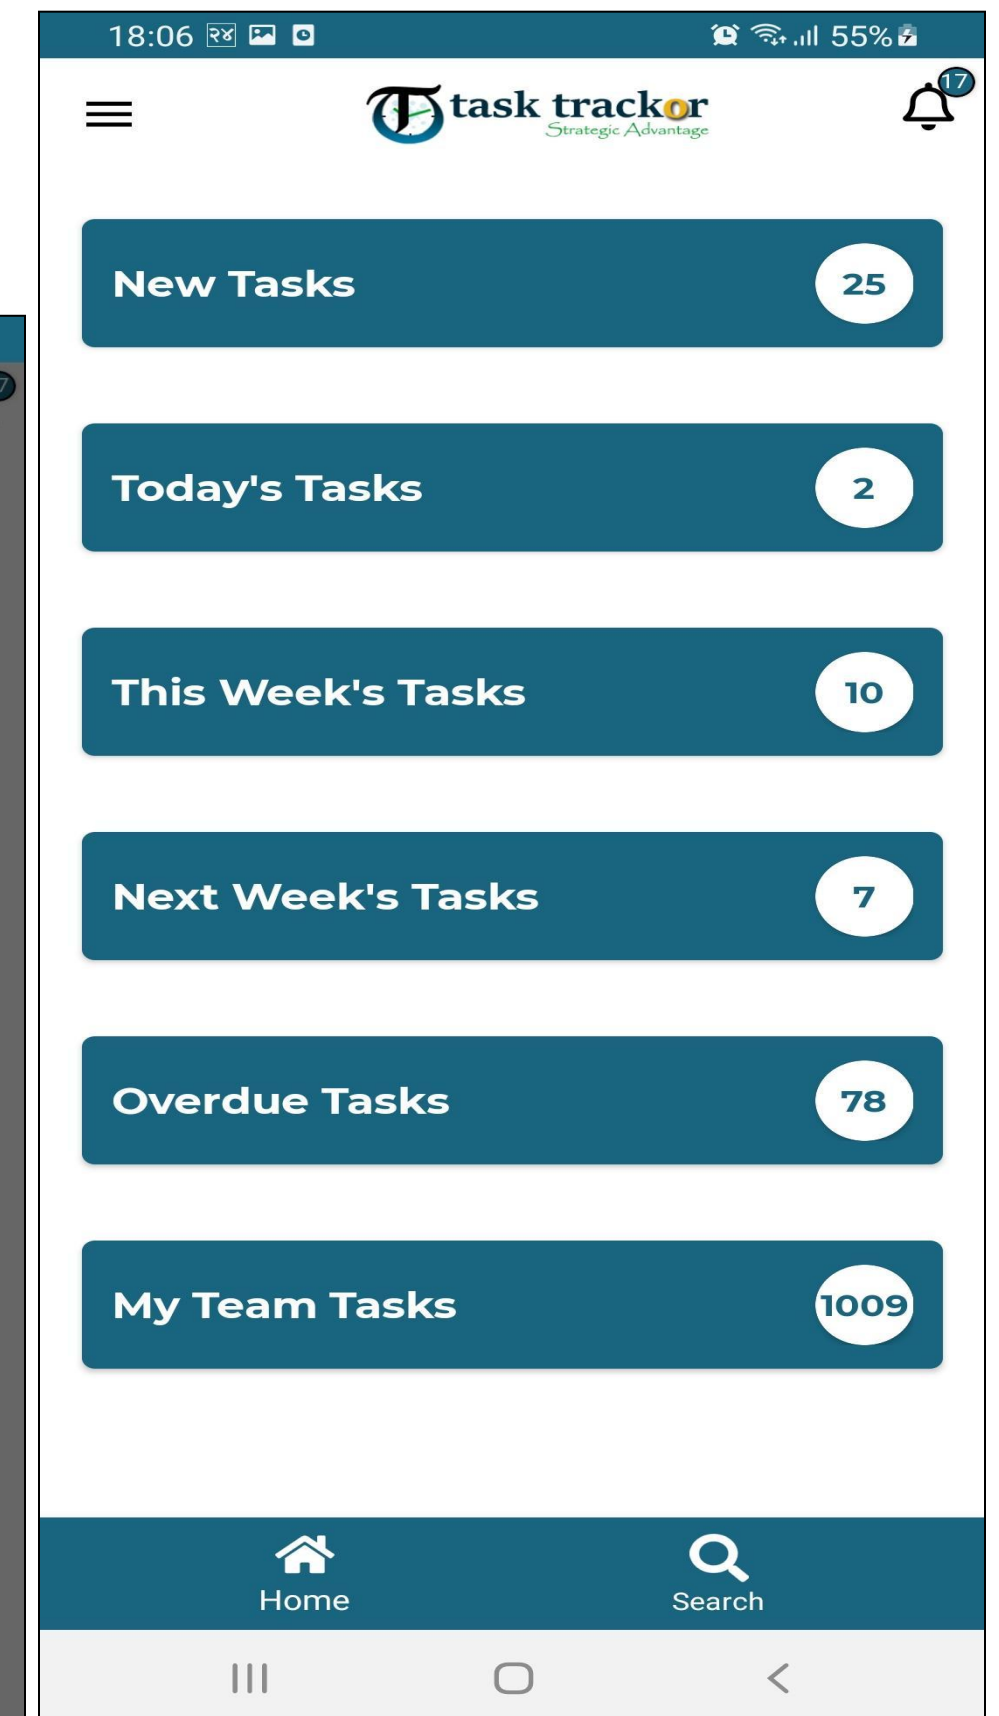 18:06 २४ 55%
17
task trackor
Strategic Advantage
New Tasks 25
Today's Tasks 2
This Week's Tasks 10
Next Week's Tasks 7
Overdue Tasks 78
My Team Tasks 1009
Home Search